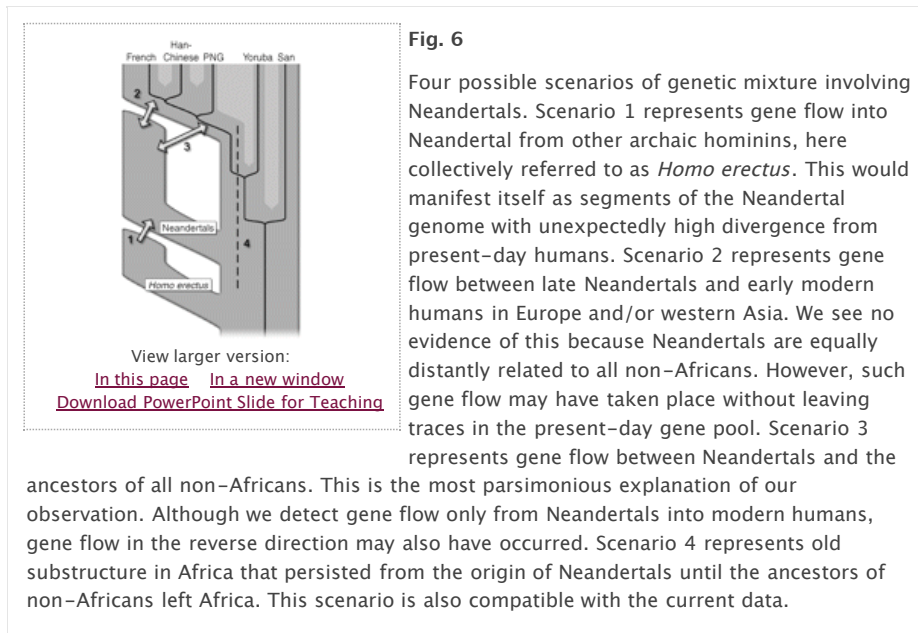 Han-
French Chinese PNG Yoruba San
2
3
Neandertals
4
1
Homo erectus
View larger version:
In this page In a new window
Download PowerPoint Slide for Teaching
Fig. 6
Four possible scenarios of genetic mixture involving
Neandertals. Scenario 1 represents gene flow into
Neandertal from other archaic hominins, here
collectively referred to as Homo erectus. This would
manifest itself as segments of the Neandertal
genome with unexpectedly high divergence from
present-day humans. Scenario 2 represents gene
flow between late Neandertals and early modern
humans in Europe and/or western Asia. We see no
evidence of this because Neandertals are equally
distantly related to all non-Africans. However, such
gene flow may have taken place without leaving
traces in the present-day gene pool. Scenario 3
represents gene flow between Neandertals and the
ancestors of all non-Africans. This is the most parsimonious explanation of our
observation. Although we detect gene flow only from Neandertals into modern humans,
gene flow in the reverse direction may also have occurred. Scenario 4 represents old
substructure in Africa that persisted from the origin of Neandertals until the ancestors of
non-Africans left Africa. This scenario is also compatible with the current data.